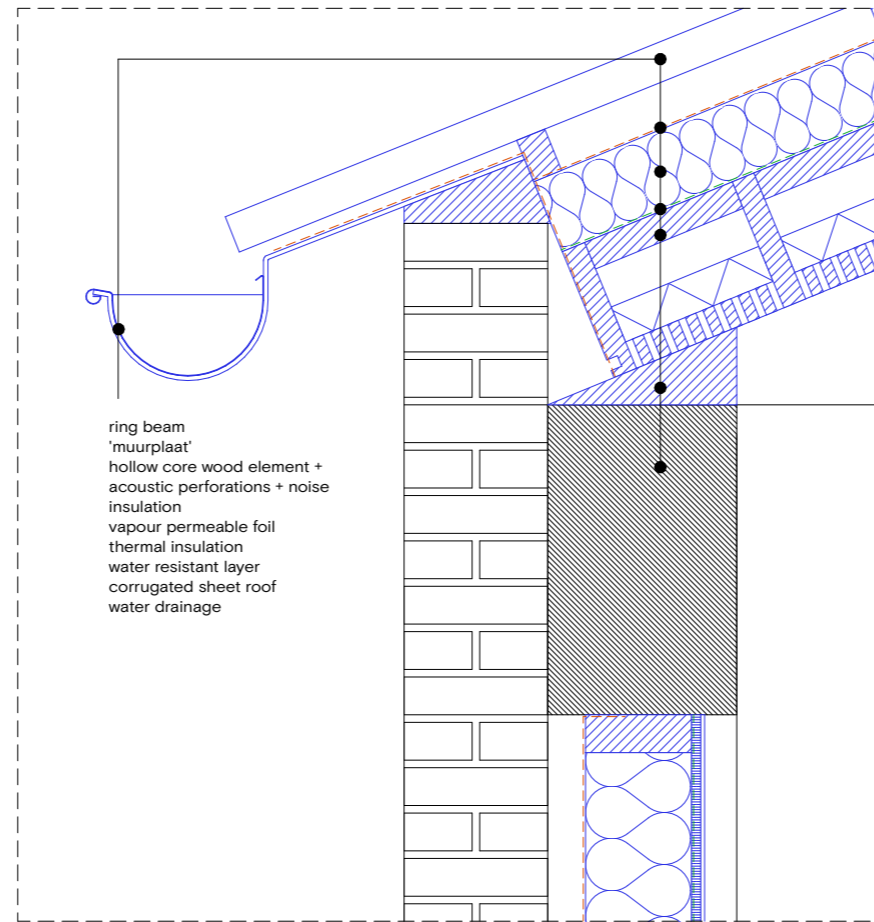 ring beam
'muurplaat'
hollow core wood element +
acoustic perforations + noise
insulation
vapour permeable foil
thermal insulation
water resistant layer
corrugated sheet roof
water drainage